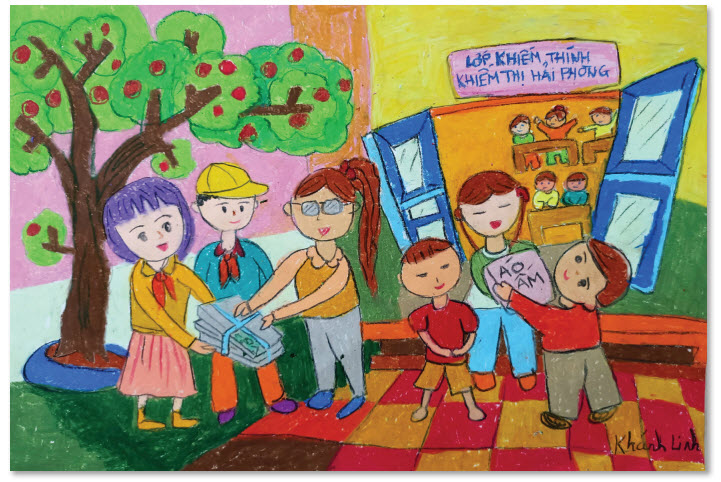 LỚP. KHIẾM, THÍNH
KHIẾM THỊ HẢI PHÒNG
ÁO
ẤM
Khánh Linh